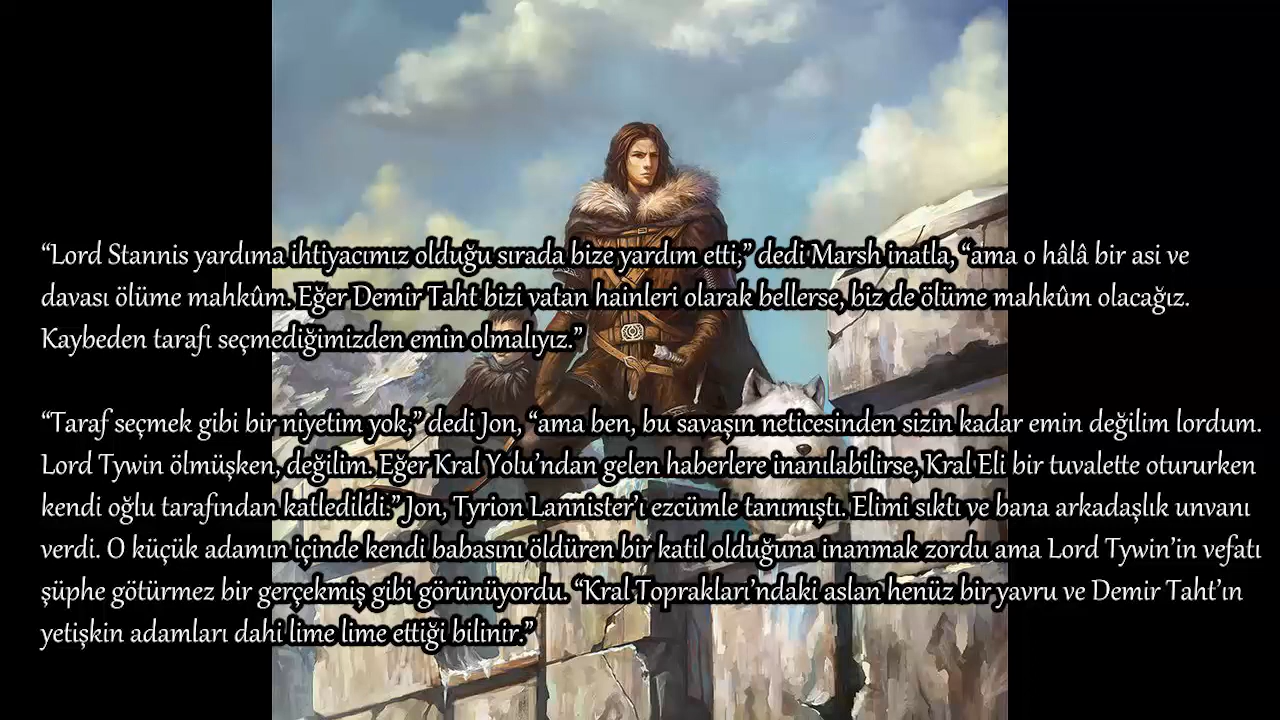 “Lord Stannis yardıma ihtiyacımız olduğu sırada bize yardım etti,” dedi Marsh inatla, “ama o hâlâ bir asi ve
davası ölüme mahkûm. Eğer Demir Taht bizi vatan hainleri olarak bellerse, biz de ölüme mahkûm olacağız.
Kaybeden tarafı seçmediğimizden emin olmalıyız.”
“Taraf seçmek gibi bir niyetim yok,” dedi Jon, “ama ben, bu savaşın neticesinden sizin kadar emin değilim lordum.
Lord Tywin ölmüşken, değilim. Eğer Kral Yolu’ndan gelen haberlere inanılabilirse, Kral Eli bir tuvalette otururken
kendi oğlu tarafından katledildi.” Jon, Tyrion Lannister’ı ezcümle tanımıştı. Elimi sıktı ve bana arkadaşlık unvanı
verdi. O küçük adamın içinde kendi babasını öldüren bir katil olduğuna inanmak zordu ama Lord Tywin’in vefatı
şüphe götürmez bir gerçekmiş gibi görünüyordu. “Kral Toprakları’ndaki aslan henüz bir yavru ve Demir Taht’ın
yetişkin adamları dahi lime lime ettiği bilinir.”